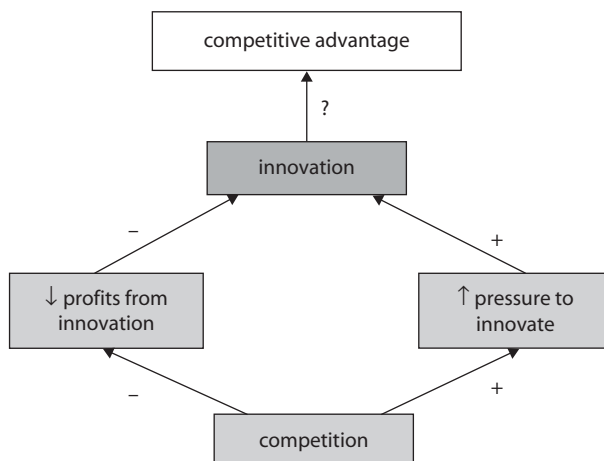 competitive advantage
?
innovation
–
+
↓ profits from
innovation
↑ pressure to
innovate
–
+
competition